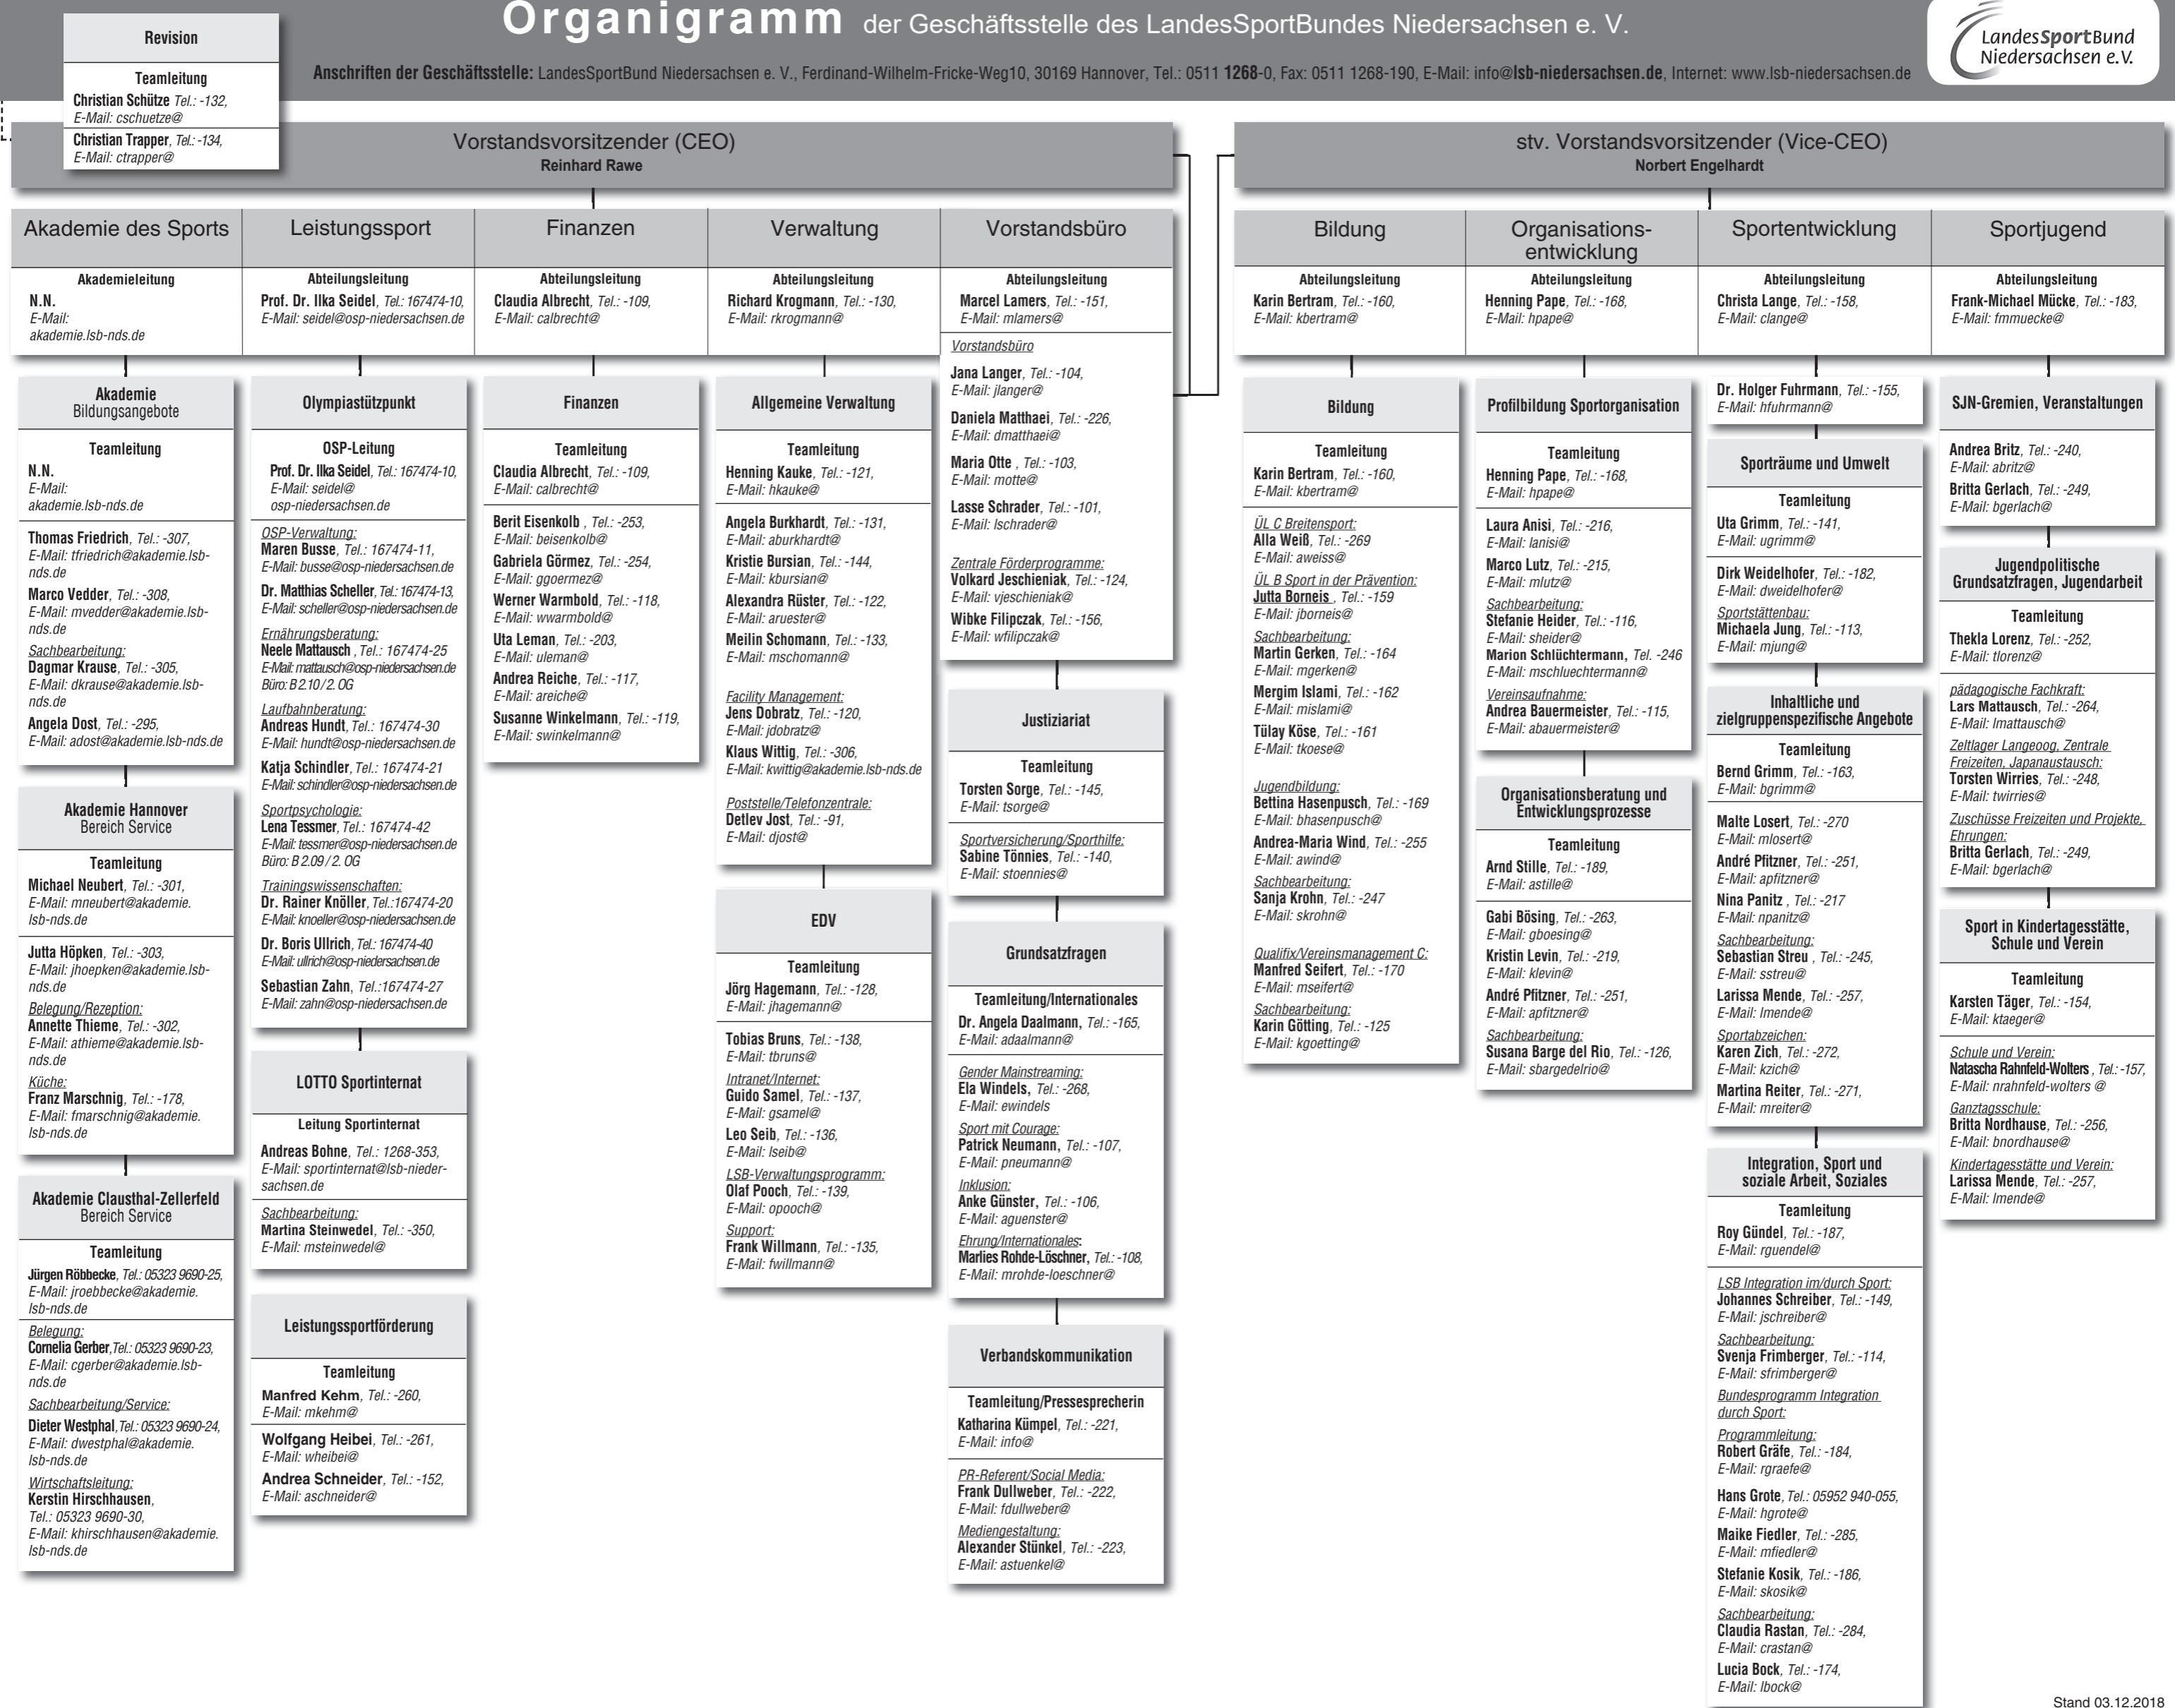 Organigramm der Geschäftsstelle des LandesSportBundes Niedersachsen e. V.
LandesSportBund
Niedersachsen e.V.
Anschriften der Geschäftsstelle: LandesSportBund Niedersachsen e. V., Ferdinand-Wilhelm-Fricke-Weg10, 30169 Hannover, Tel.: 0511 1268-0, Fax: 0511 1268-190, E-Mail: info@lsb-niedersachsen.de, Internet: www.lsb-niedersachsen.de
Revision
Teamleitung
Christian Schütze Tel.: -132,
E-Mail: cschuetze@
Christian Trapper, Tel.: -134,
E-Mail: ctrapper@
Vorstandsvorsitzender (CEO)
Reinhard Rawe
stv. Vorstandsvorsitzender (Vice-CEO)
Norbert Engelhardt
Akademie des Sports
Akademieleitung
N.N.
E-Mail:
akademie.lsb-nds.de
Akademie
Bildungsangebote
Teamleitung
N.N.
E-Mail:
akademie.lsb-nds.de
Thomas Friedrich, Tel.: -307,
E-Mail: tfriedrich@akademie.lsb-
nds.de
Marco Vedder, Tel.: -308,
E-Mail: mvedder@akademie.lsb-
nds.de
Sachbearbeitung:
Dagmar Krause, Tel.: -305,
E-Mail: dkrause@akademie.lsb-
nds.de
Angela Dost, Tel.: -295,
E-Mail: adost@akademie.lsb-nds.de
Akademie Hannover
Bereich Service
Teamleitung
Michael Neubert, Tel.: -301,
E-Mail: mneubert@akademie.
lsb-nds.de
Jutta Höpken, Tel.: -303,
E-Mail: jhoepken@akademie.lsb-
nds.de
Belegung/Rezeption:
Annette Thieme, Tel.: -302,
E-Mail: athieme@akademie.lsb-
nds.de
Küche:
Franz Marschnig, Tel.: -178,
E-Mail: fmarschnig@akademie.
lsb-nds.de
Akademie Clausthal-Zellerfeld
Bereich Service
Teamleitung
Jürgen Röbbecke, Tel.: 05323 9690-25,
E-Mail: jroebbecke@akademie.
lsb-nds.de
Belegung:
Cornelia Gerber,Tel.: 05323 9690-23,
E-Mail: cgerber@akademie.lsb-
nds.de
Sachbearbeitung/Service:
Dieter Westphal,Tel.: 05323 9690-24,
E-Mail: dwestphal@akademie.
lsb-nds.de
Wirtschaftsleitung:
Kerstin Hirschhausen,
Tel.: 05323 9690-30,
E-Mail: khirschhausen@akademie.
lsb-nds.de
Leistungssport
Abteilungsleitung
Prof. Dr. Ilka Seidel, Tel.: 167474-10,
E-Mail: seidel@osp-niedersachsen.de
Olympiastützpunkt
OSP-Leitung
Prof. Dr. Ilka Seidel, Tel.: 167474-10,
E-Mail: seidel@
osp-niedersachsen.de
OSP-Verwaltung:
Maren Busse, Tel.: 167474-11,
E-Mail: busse@osp-niedersachsen.de
Dr. Matthias Scheller, Tel.: 167474-13,
E-Mail: scheller@osp-niedersachsen.de
Ernährungsberatung:
Neele Mattausch , Tel.: 167474-25
E-Mail: mattausch@osp-niedersachsen.de
Büro: B 2.10 / 2. OG
Laufbahnberatung:
Andreas Hundt, Tel.: 167474-30
E-Mail: hundt@osp-niedersachsen.de
Katja Schindler, Tel.: 167474-21
E-Mail: schindler@osp-niedersachsen.de
Sportpsychologie:
Lena Tessmer, Tel.: 167474-42
E-Mail: tessmer@osp-niedersachsen.de
Büro: B 2.09 / 2. OG
Trainingswissenschaften:
Dr. Rainer Knöller, Tel.:167474-20
E-Mail: knoeller@osp-niedersachsen.de
Dr. Boris Ullrich, Tel.: 167474-40
E-Mail: ullrich@osp-niedersachsen.de
Sebastian Zahn, Tel.:167474-27
E-Mail: zahn@osp-niedersachsen.de
LOTTO Sportinternat
Leitung Sportinternat
Andreas Bohne, Tel.: 1268-353,
E-Mail: sportinternat@lsb-nieder-
sachsen.de
Sachbearbeitung:
Martina Steinwedel, Tel.: -350,
E-Mail: msteinwedel@
Leistungssportförderung
Teamleitung
Manfred Kehm, Tel.: -260,
E-Mail: mkehm@
Wolfgang Heibei, Tel.: -261,
E-Mail: wheibei@
Andrea Schneider, Tel.: -152,
E-Mail: aschneider@
Finanzen
Abteilungsleitung
Claudia Albrecht, Tel.: -109,
E-Mail: calbrecht@
Finanzen
Teamleitung
Claudia Albrecht, Tel.: -109,
E-Mail: calbrecht@
Berit Eisenkolb , Tel.: -253,
E-Mail: beisenkolb@
Gabriela Görmez, Tel.: -254,
E-Mail: ggoermez@
Werner Warmbold, Tel.: -118,
E-Mail: wwarmbold@
Uta Leman, Tel.: -203,
E-Mail: uleman@
Andrea Reiche, Tel.: -117,
E-Mail: areiche@
Susanne Winkelmann, Tel.: -119,
E-Mail: swinkelmann@
Verwaltung
Abteilungsleitung
Richard Krogmann, Tel.: -130,
E-Mail: rkrogmann@
Allgemeine Verwaltung
Teamleitung
Henning Kauke, Tel.: -121,
E-Mail: hkauke@
Angela Burkhardt, Tel.: -131,
E-Mail: aburkhardt@
Kristie Bursian, Tel.: -144,
E-Mail: kbursian@
Alexandra Rüster, Tel.: -122,
E-Mail: aruester@
Meilin Schomann, Tel.: -133,
E-Mail: mschomann@
Facility Management:
Jens Dobratz, Tel.: -120,
E-Mail: jdobratz@
Klaus Wittig, Tel.: -306,
E-Mail: kwittig@akademie.lsb-nds.de
Poststelle/Telefonzentrale:
Detlev Jost, Tel.: -91,
E-Mail: djost@
EDV
Teamleitung
Jörg Hagemann, Tel.: -128,
E-Mail: jhagemann@
Tobias Bruns, Tel.: -138,
E-Mail: tbruns@
Intranet/Internet:
Guido Samel, Tel.: -137,
E-Mail: gsamel@
Leo Seib, Tel.: -136,
E-Mail: lseib@
LSB-Verwaltungsprogramm:
Olaf Pooch, Tel.: -139,
E-Mail: opooch@
Support:
Frank Willmann, Tel.: -135,
E-Mail: fwillmann@
Vorstandsbüro
Abteilungsleitung
Marcel Lamers, Tel.: -151,
E-Mail: mlamers@
Vorstandsbüro
Jana Langer, Tel.: -104,
E-Mail: jlanger@
Daniela Matthaei, Tel.: -226,
E-Mail: dmatthaei@
Maria Otte , Tel.: -103,
E-Mail: motte@
Lasse Schrader, Tel.: -101,
E-Mail: lschrader@
Zentrale Förderprogramme:
Volkard Jeschieniak, Tel.: -124,
E-Mail: vjeschieniak@
Wibke Filipczak, Tel.: -156,
E-Mail: wfilipczak@
Justiziariat
Teamleitung
Torsten Sorge, Tel.: -145,
E-Mail: tsorge@
Sportversicherung/Sporthilfe:
Sabine Tönnies, Tel.: -140,
E-Mail: stoennies@
Grundsatzfragen
Teamleitung/Internationales
Dr. Angela Daalmann, Tel.: -165,
E-Mail: adaalmann@
Gender Mainstreaming:
Ela Windels, Tel.: -268,
E-Mail: ewindels
Sport mit Courage:
Patrick Neumann, Tel.: -107,
E-Mail: pneumann@
Inklusion:
Anke Günster, Tel.: -106,
E-Mail: aguenster@
Ehrung/Internationales:
Marlies Rohde-Löschner, Tel.: -108,
E-Mail: mrohde-loeschner@
Verbandskommunikation
Teamleitung/Pressesprecherin
Katharina Kümpel, Tel.: -221,
E-Mail: info@
PR-Referent/Social Media:
Frank Dullweber, Tel.: -222,
E-Mail: fdullweber@
Mediengestaltung:
Alexander Stünkel, Tel.: -223,
E-Mail: astuenkel@
Bildung
Abteilungsleitung
Karin Bertram, Tel.: -160,
E-Mail: kbertram@
Bildung
Teamleitung
Karin Bertram, Tel.: -160,
E-Mail: kbertram@
ÜL C Breitensport:
Alla Weiß, Tel.: -269
E-Mail: aweiss@
ÜL B Sport in der Prävention:
Jutta Borneis , Tel.: -159
E-Mail: jborneis@
Sachbearbeitung:
Martin Gerken, Tel.: -164
E-Mail: mgerken@
Mergim Islami, Tel.: -162
E-Mail: mislami@
Tülay Köse, Tel.: -161
E-Mail: tkoese@
Jugendbildung:
Bettina Hasenpusch, Tel.: -169
E-Mail: bhasenpusch@
Andrea-Maria Wind, Tel.: -255
E-Mail: awind@
Sachbearbeitung:
Sanja Krohn, Tel.: -247
E-Mail: skrohn@
Qualifix/Vereinsmanagement C:
Manfred Seifert, Tel.: -170
E-Mail: mseifert@
Sachbearbeitung:
Karin Götting, Tel.: -125
E-Mail: kgoetting@
Organisations-
entwicklung
Abteilungsleitung
Henning Pape, Tel.: -168,
E-Mail: hpape@
Profilbildung Sportorganisation
Teamleitung
Henning Pape, Tel.: -168,
E-Mail: hpape@
Laura Anisi, Tel.: -216,
E-Mail: lanisi@
Marco Lutz, Tel.: -215,
E-Mail: mlutz@
Sachbearbeitung:
Stefanie Heider, Tel.: -116,
E-Mail: sheider@
Marion Schlüchtermann, Tel. -246
E-Mail: mschluechtermann@
Vereinsaufnahme:
Andrea Bauermeister, Tel.: -115,
E-Mail: abauermeister@
Organisationsberatung und
Entwicklungsprozesse
Teamleitung
Arnd Stille, Tel.: -189,
E-Mail: astille@
Gabi Bösing, Tel.: -263,
E-Mail: gboesing@
Kristin Levin, Tel.: -219,
E-Mail: klevin@
André Pfitzner, Tel.: -251,
E-Mail: apfitzner@
Sachbearbeitung:
Susana Barge del Rio, Tel.: -126,
E-Mail: sbargedelrio@
Sportentwicklung
Abteilungsleitung
Christa Lange, Tel.: -158,
E-Mail: clange@
Dr. Holger Fuhrmann, Tel.: -155,
E-Mail: hfuhrmann@
Sporträume und Umwelt
Teamleitung
Uta Grimm, Tel.: -141,
E-Mail: ugrimm@
Dirk Weidelhofer, Tel.: -182,
E-Mail: dweidelhofer@
Sportstättenbau:
Michaela Jung, Tel.: -113,
E-Mail: mjung@
Inhaltliche und
zielgruppenspezifische Angebote
Teamleitung
Bernd Grimm, Tel.: -163,
E-Mail: bgrimm@
Malte Losert, Tel.: -270
E-Mail: mlosert@
André Pfitzner, Tel.: -251,
E-Mail: apfitzner@
Nina Panitz , Tel.: -217
E-Mail: npanitz@
Sachbearbeitung:
Sebastian Streu , Tel.: -245,
E-Mail: sstreu@
Larissa Mende, Tel.: -257,
E-Mail: lmende@
Sportabzeichen:
Karen Zich, Tel.: -272,
E-Mail: kzich@
Martina Reiter, Tel.: -271,
E-Mail: mreiter@
Integration, Sport und
soziale Arbeit, Soziales
Teamleitung
Roy Gündel, Tel.: -187,
E-Mail: rguendel@
LSB Integration im/durch Sport:
Johannes Schreiber, Tel.: -149,
E-Mail: jschreiber@
Sachbearbeitung:
Svenja Frimberger, Tel.: -114,
E-Mail: sfrimberger@
Bundesprogramm Integration
durch Sport:
Programmleitung:
Robert Gräfe, Tel.: -184,
E-Mail: rgraefe@
Hans Grote, Tel.: 05952 940-055,
E-Mail: hgrote@
Maike Fiedler, Tel.: -285,
E-Mail: mfiedler@
Stefanie Kosik, Tel.: -186,
E-Mail: skosik@
Sachbearbeitung:
Claudia Rastan, Tel.: -284,
E-Mail: crastan@
Lucia Bock, Tel.: -174,
E-Mail: lbock@
Sportjugend
Abteilungsleitung
Frank-Michael Mücke, Tel.: -183,
E-Mail: fmmuecke@
SJN-Gremien, Veranstaltungen
Andrea Britz, Tel.: -240,
E-Mail: abritz@
Britta Gerlach, Tel.: -249,
E-Mail: bgerlach@
Jugendpolitische
Grundsatzfragen, Jugendarbeit
Teamleitung
Thekla Lorenz, Tel.: -252,
E-Mail: tlorenz@
pädagogische Fachkraft:
Lars Mattausch, Tel.: -264,
E-Mail: lmattausch@
Zeltlager Langeoog, Zentrale
Freizeiten, Japanaustausch:
Torsten Wirries, Tel.: -248,
E-Mail: twirries@
Zuschüsse Freizeiten und Projekte,
Ehrungen:
Britta Gerlach, Tel.: -249,
E-Mail: bgerlach@
Sport in Kindertagesstätte,
Schule und Verein
Teamleitung
Karsten Täger, Tel.: -154,
E-Mail: ktaeger@
Schule und Verein:
Natascha Rahnfeld-Wolters , Tel.: -157,
E-Mail: nrahnfeld-wolters @
Ganztagsschule:
Britta Nordhause, Tel.: -256,
E-Mail: bnordhause@
Kindertagesstätte und Verein:
Larissa Mende, Tel.: -257,
E-Mail: lmende@
Stand 03.12.2018